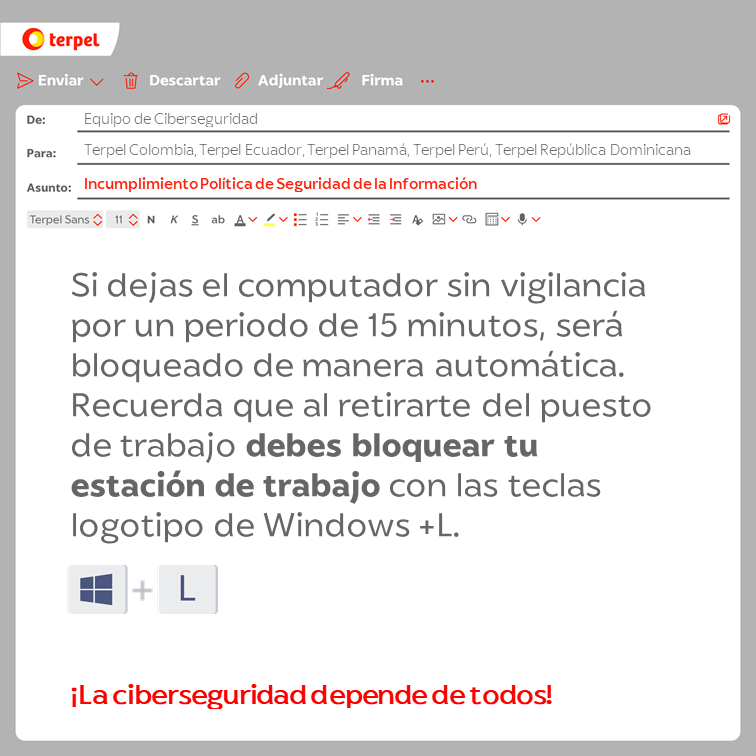 terpel
Enviar Descartar Adjuntar Firma ...
De: Equipo de Ciberseguridad
Para: Terpel Colombia, Terpel Ecuador, Terpel Panamá, Terpel Perú, Terpel República Dominicana
Asunto: Incumplimiento Política de Seguridad de la Información
Terpel Sans 11 N K S ab A
Si dejas el computador sin vigilancia
por un periodo de 15 minutos, será
bloqueado de manera automática.
Recuerda que al retirarte del puesto
de trabajo debes bloquear tu
estación de trabajo con las teclas
logotipo de Windows +L.
+ L
¡La ciberseguridad depende de todos!